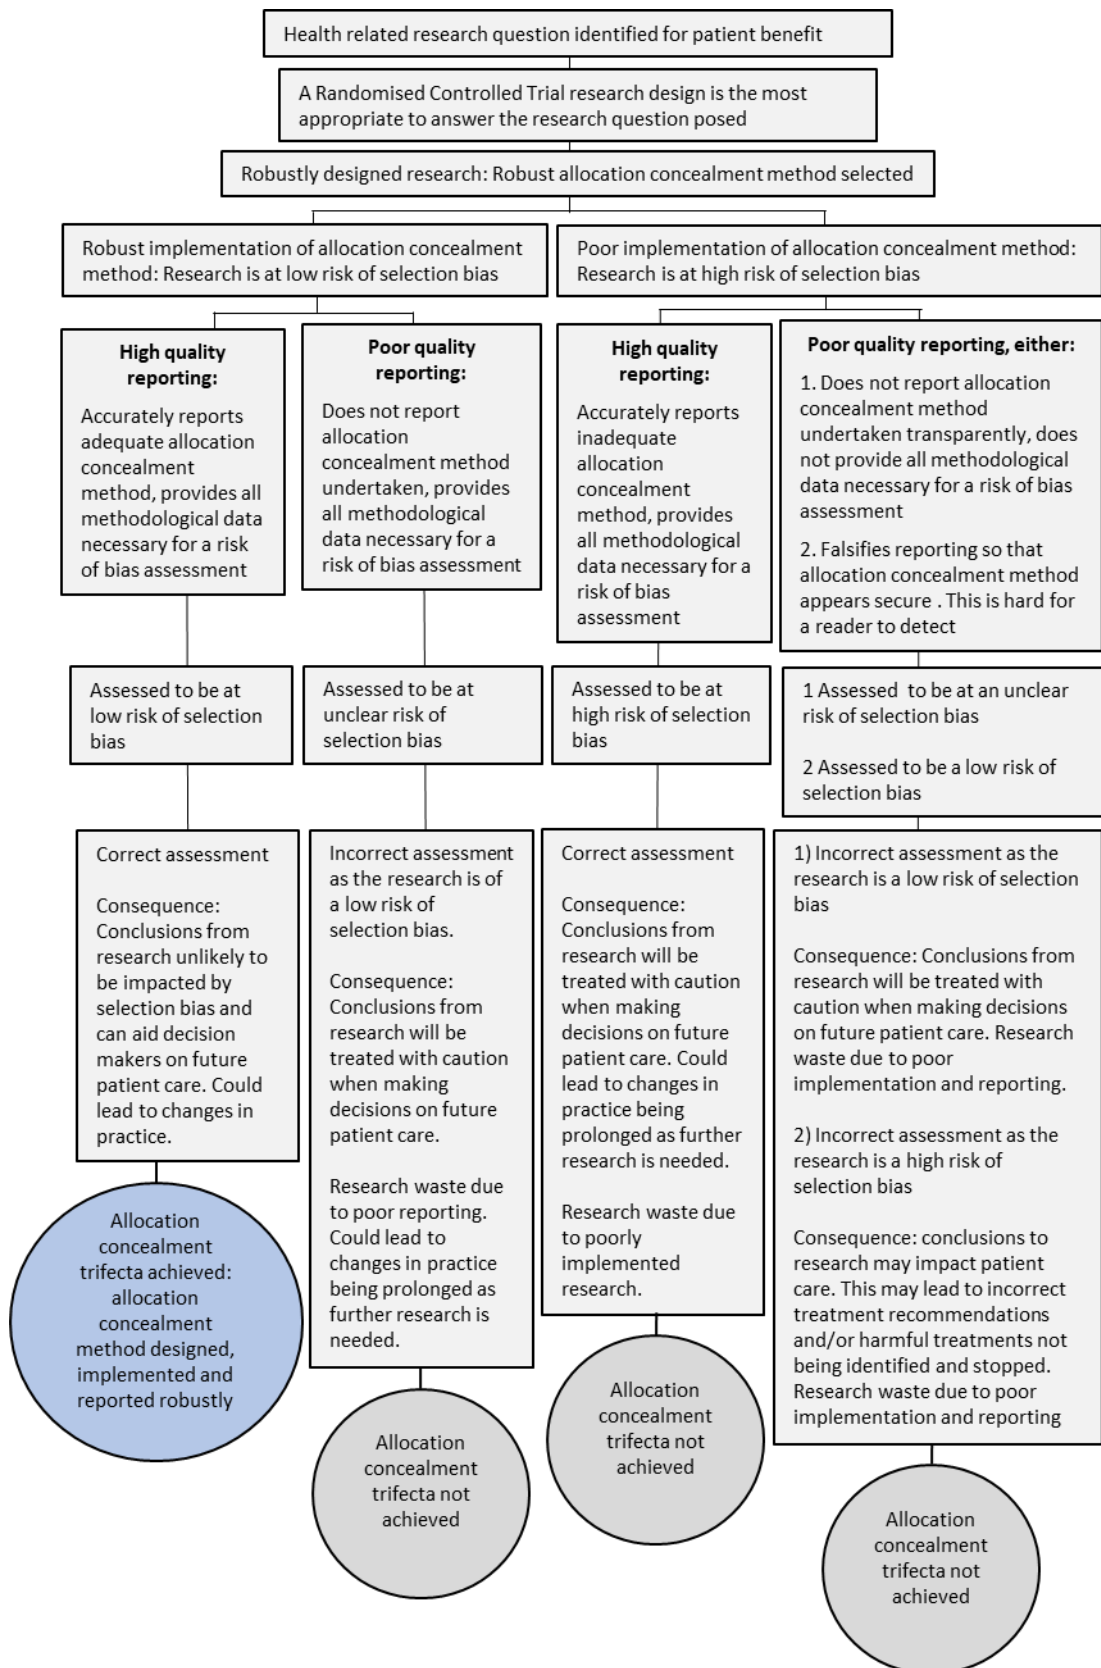 Health related research question identified for patient benefit
A Randomised Controlled Trial research design is the most
appropriate to answer the research question posed
Robustly designed research: Robust allocation concealment method selected
Robust implementation of allocation concealment
method: Research is at low risk of selection bias
Poor implementation of allocation concealment method:
Research is at high risk of selection bias
High quality
reporting:
Accurately reports
adequate allocation
concealment
method, provides all
methodological data
necessary for a risk
of bias assessment
Poor quality
reporting:
Does not report
allocation
concealment method
undertaken, provides
all methodological
data necessary for a
risk of bias assessment
High quality
reporting:
Accurately reports
inadequate
allocation
concealment
method, provides
all methodological
data necessary for a
risk of bias
assessment
Poor quality reporting, either:
1. Does not report allocation
concealment method
undertaken transparently, does
not provide all methodological
data necessary for a risk of bias
assessment
2. Falsifies reporting so that
allocation concealment method
appears secure . This is hard for
a reader to detect
Assessed to be at
low risk of selection
bias
Assessed to be at
unclear risk of
selection bias
Assessed to be at
high risk of selection
bias
1 Assessed  to be at an unclear
risk of selection bias
2 Assessed to be a low risk of
selection bias
Correct assessment
Consequence:
Conclusions from
research unlikely to
be impacted by
selection bias and
can aid decision
makers on future
patient care. Could
lead to changes in
practice.
Incorrect assessment
as the research is of
a low risk of
selection bias.
Consequence:
Conclusions from
research will be
treated with caution
when making
decisions on future
patient care.
Research waste due
to poor reporting.
Could lead to
changes in practice
being prolonged as
further research is
needed.
Correct assessment
Consequence:
Conclusions from
research will be
treated with caution
when making
decisions on future
patient care. Could
lead to changes in
practice being
prolonged as further
research is needed.
Research waste due
to poorly
implemented
research.
1) Incorrect assessment as the
research is a low risk of selection
bias
Consequence: Conclusions from
research will be treated with
caution when making decisions
on future patient care. Research
waste due to poor
implementation and reporting.
2) Incorrect assessment as the
research is a high risk of
selection bias
Consequence: conclusions to
research may impact patient
care. This may lead to incorrect
treatment recommendations
and/or harmful treatments not
being identified and stopped.
Research waste due to poor
implementation and reporting
Allocation
concealment
trifecta achieved:
allocation
concealment
method designed,
implemented and
reported robustly
Allocation
concealment
trifecta not
achieved
Allocation
concealment
trifecta not
achieved
Allocation
concealment
trifecta not
achieved